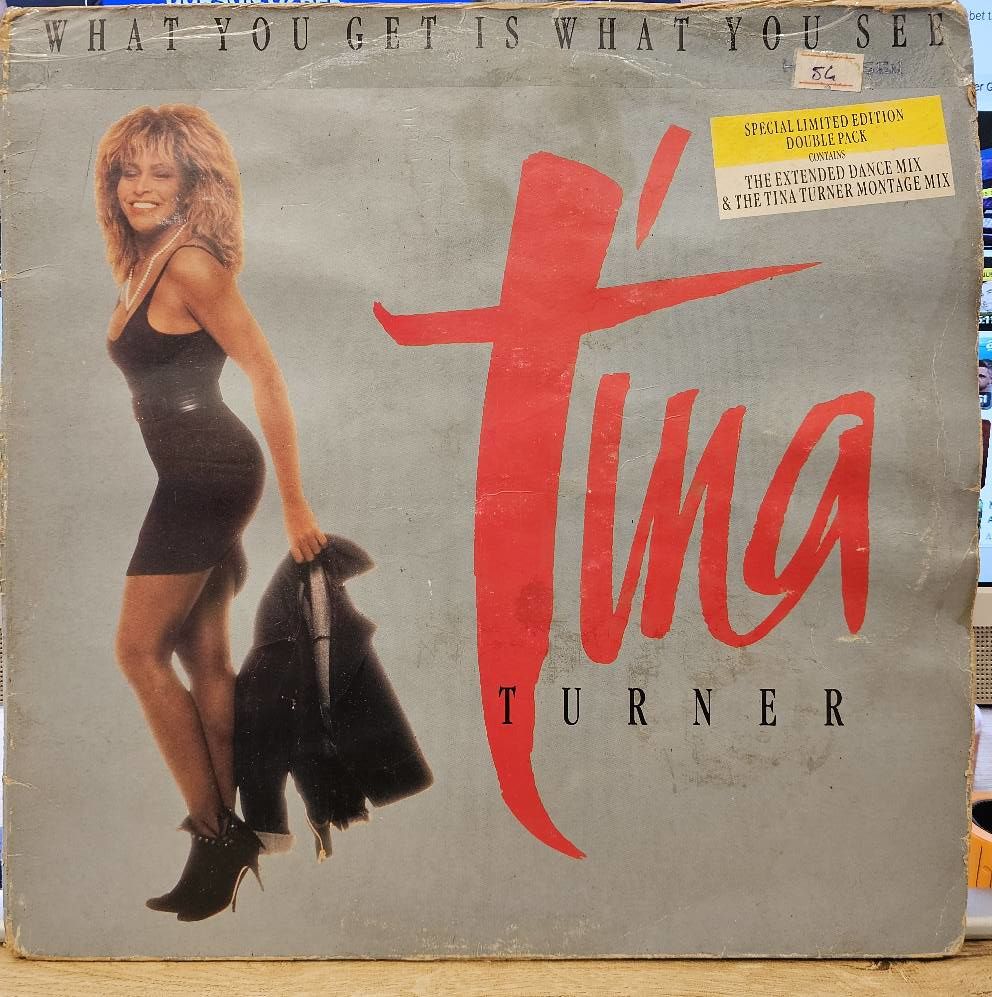 WHAT YOU GET IS WHAT YOU SEE
SPECIAL LIMITED EDITION
DOUBLE PACK
CONTAINS
THE EXTENDED DANCE MIX
& THE TINA TURNER MONTAGE MIX
Tina
TURNER